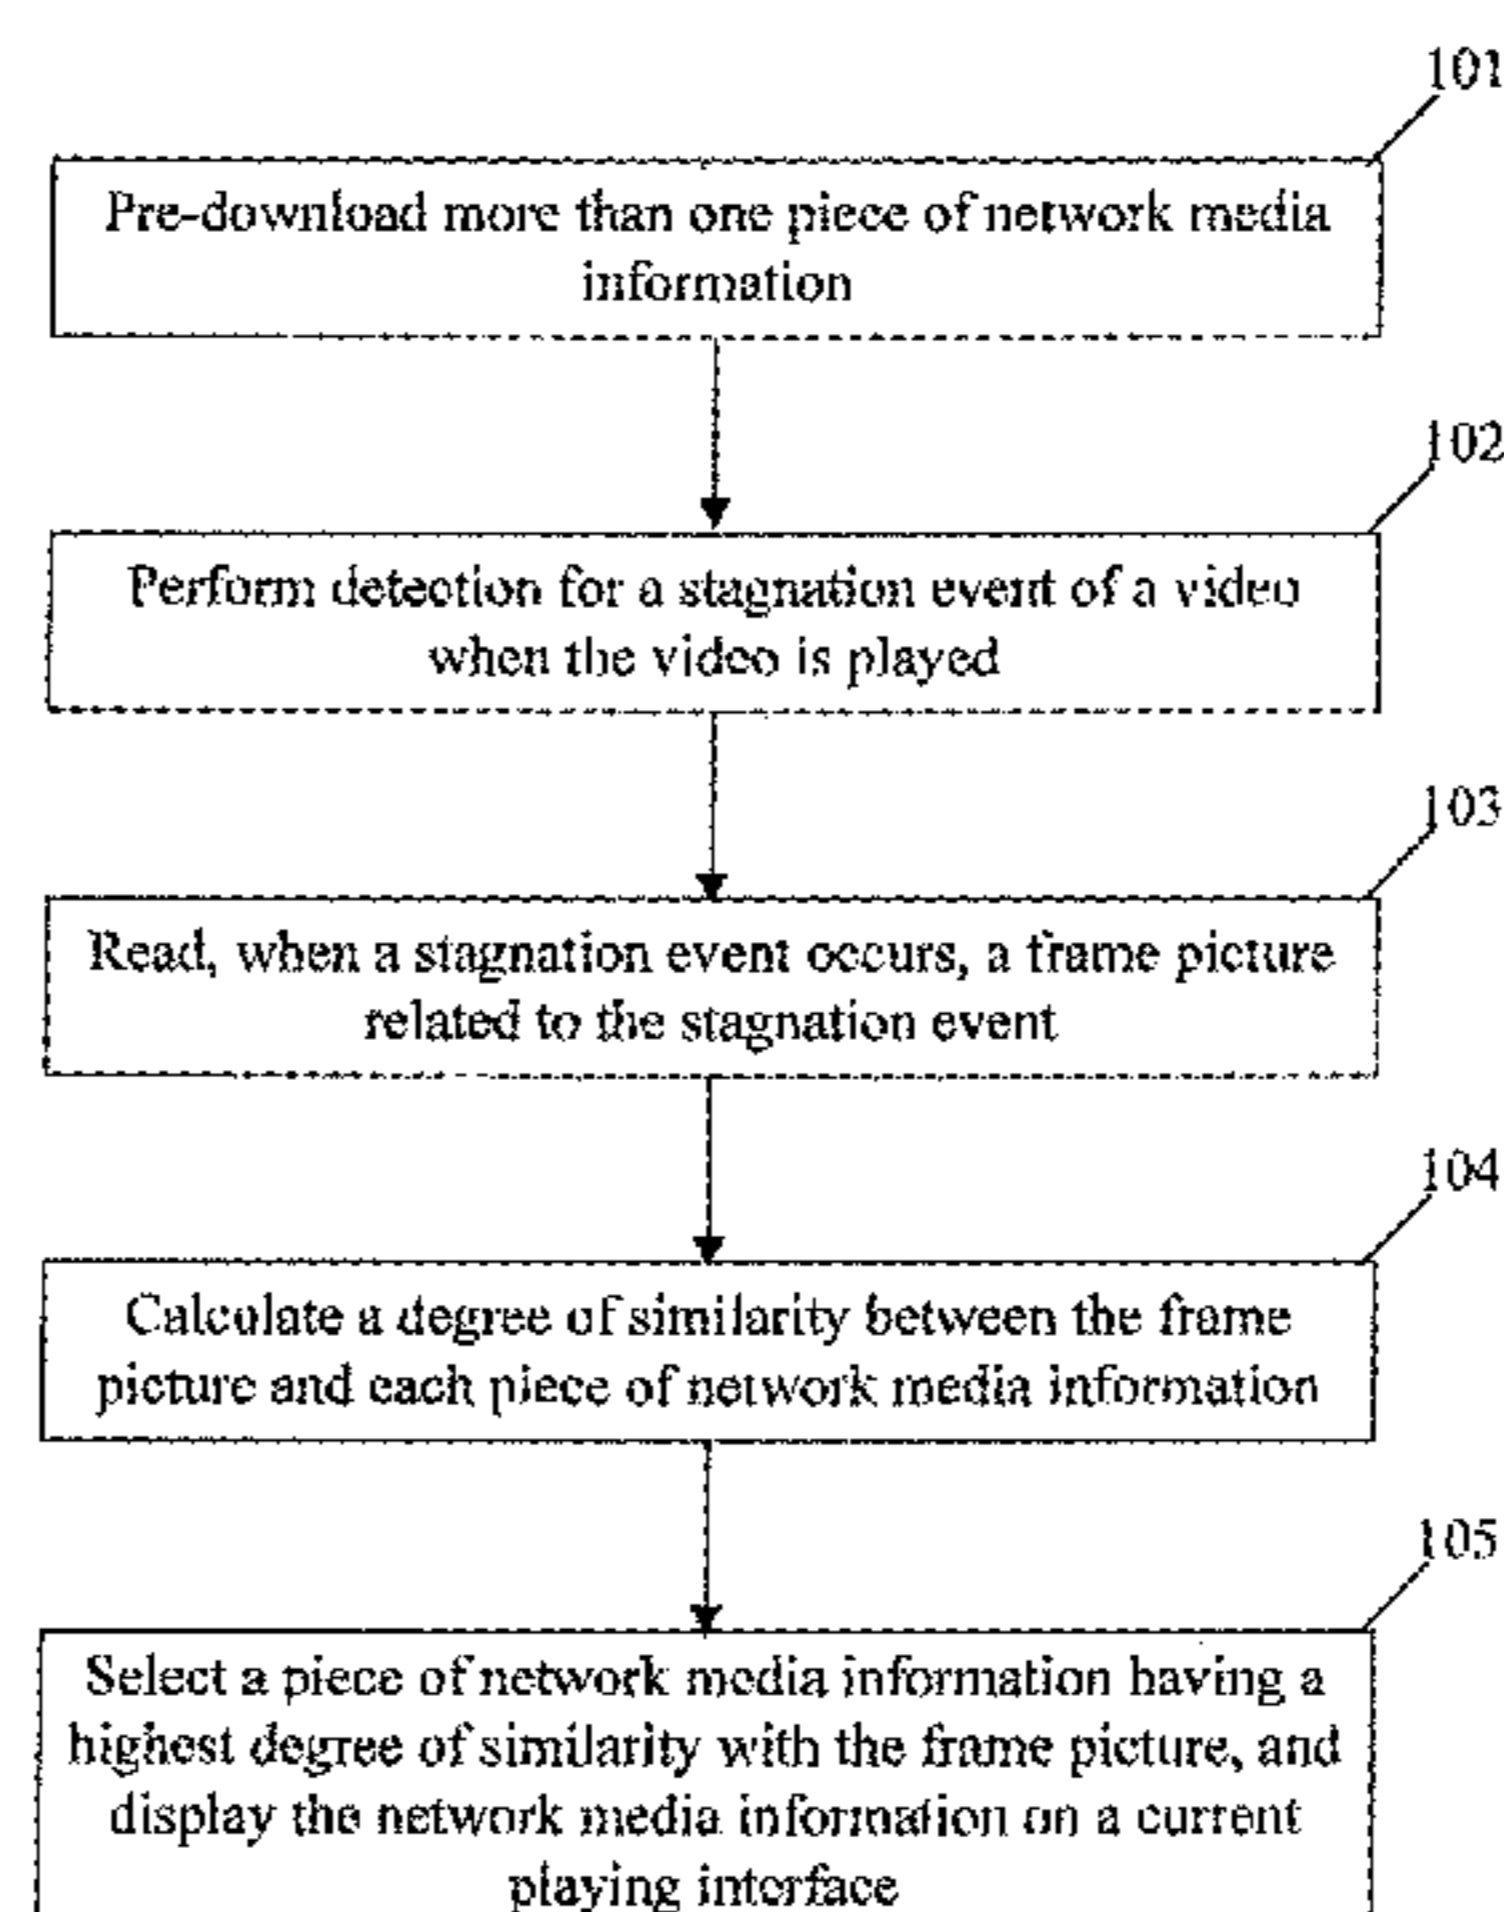 101
Pre-download more than one piece of network media
information
102
Perform detection for a stagnation event of a video
when the video is played
103
Read, when a stagnation event occurs, a frame picture
related to the stagnation event
104
Calculate a degree of similarity between the frame
picture and each piece of network media information
105
Select a piece of network media information having a
highest degree of similarity with the frame picture, and
display the network media information on a current
playing interface